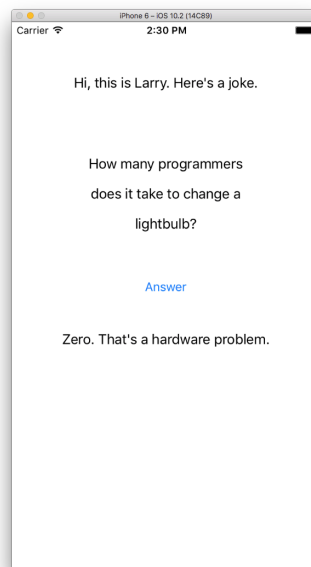 iPhone 6 – iOS 10.2 (14C89)
Carrier 2:30 PM
Hi, this is Larry. Here's a joke.
How many programmers
does it take to change a
lightbulb?
Answer
Zero. That's a hardware problem.